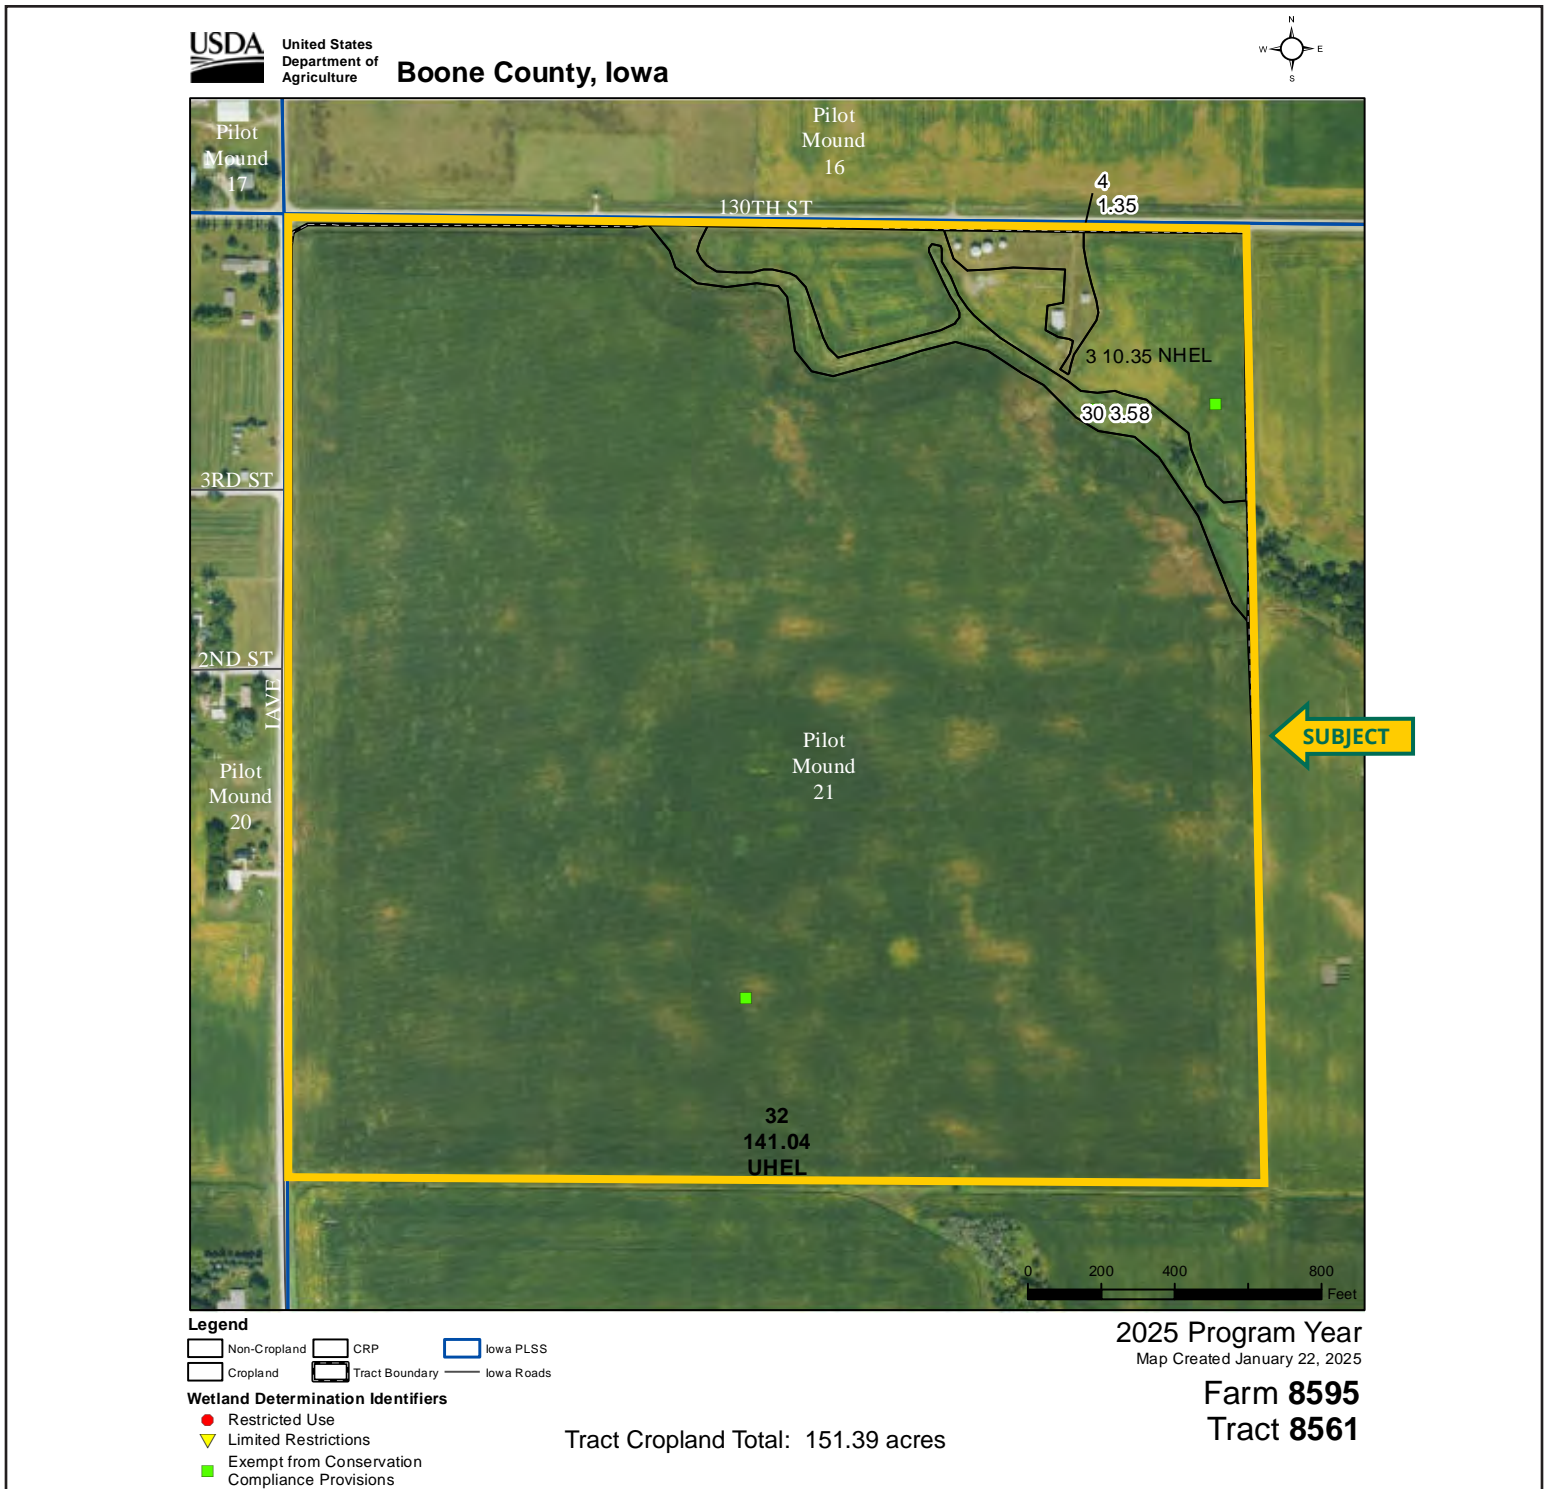 USDA
United States
Department of
Agriculture
Boone County, Iowa
N
W E
S
Pilot
Mound
17
Pilot
Mound
16
4
1.35
130TH ST
3 10.35 NHEL
30 3.58
3RD ST
2ND ST
I AVE
Pilot
Mound
21
SUBJECT
Pilot
Mound
20
32
141.04
UHEL
0 200 400 800
Feet
Legend
Non-Cropland CRP Iowa PLSS
Cropland Tract Boundary Iowa Roads
Wetland Determination Identifiers
Restricted Use
Limited Restrictions
Exempt from Conservation
Compliance Provisions
Tract Cropland Total: 151.39 acres
2025 Program Year
Map Created January 22, 2025
Farm 8595
Tract 8561